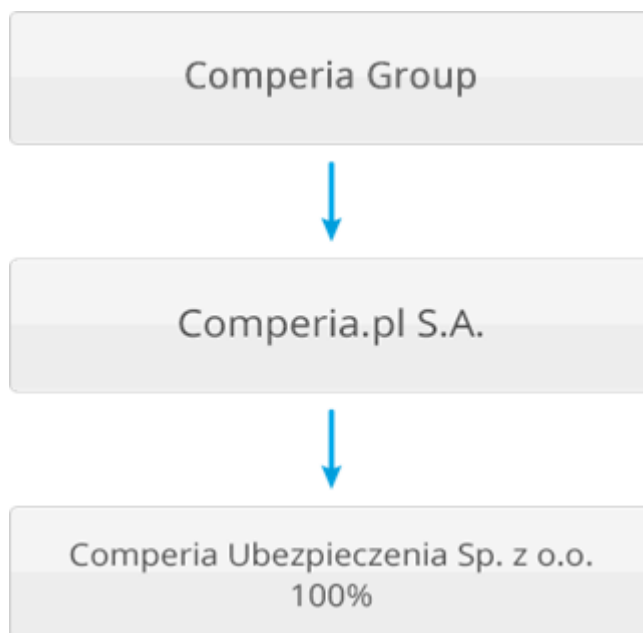 Comperia Group
Comperia.pl S.A.
Comperia Ubezpieczenia Sp. z o.o.
100%